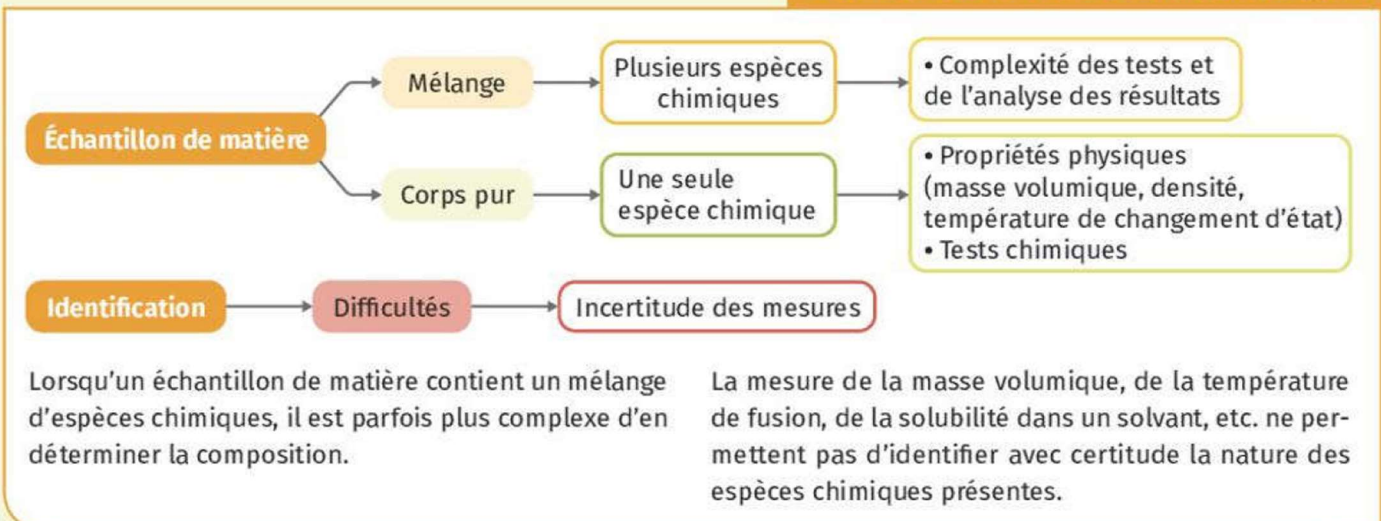 Échantillon de matière
Mélange
Plusieurs espèces
chimiques
• Complexité des tests et
de l'analyse des résultats
Corps pur
Une seule
espèce chimique
• Propriétés physiques
(masse volumique, densité,
température de changement d'état)
• Tests chimiques
Identification
Difficultés
Incertitude des mesures
Lorsqu'un échantillon de matière contient un mélange
d'espèces chimiques, il est parfois plus complexe d'en
déterminer la composition.
La mesure de la masse volumique, de la température
de fusion, de la solubilité dans un solvant, etc. ne per-
mettent pas d'identifier avec certitude la nature des
espèces chimiques présentes.